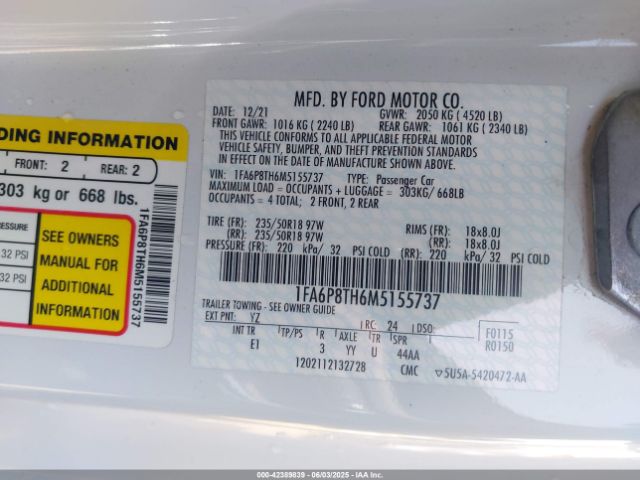 DING INFORMATION
FRONT: 2 REAR: 2
303 kg or 668 lbs.
RESSURE
32 PSI
32 PSI
SEE OWNERS
MANUAL FOR
ADDITIONAL
INFORMATION
1FA6P8TH6M5155737
MFD. BY FORD MOTOR CO.
DATE: 12/21 GVWR: 2050 KG ( 4520 LB)
FRONT GAWR: 1016 KG ( 2240 LB) REAR GAWR: 1061 KG ( 2340 LB)
THIS VEHICLE CONFORMS TO ALL APPLICABLE FEDERAL MOTOR
VEHICLE SAFETY, BUMPER, AND THEFT PREVENTION STANDARDS
IN EFFECT ON THE DATE OF MANUFACTURE SHOWN ABOVE.
VIN: 1FA6P8TH6M5155737 TYPE: Passenger Car
MAXIMUM LOAD = OCCUPANTS + LUGGAGE = 303KG/ 668LB
OCCUPANTS = 4 TOTAL; 2 FRONT, 2 REAR
TIRE (FR): 235/50R18 97W RIMS (FR): 18x8.0J
(RR): 235/50R18 97W (RR): 18x8.0J
PRESSURE (FR): 220 kPa/ 32 PSI COLD (RR): 220 kPa/ 32 PSI COLD
1FA6P8TH6M5155737
TRAILER TOWING - SEE OWNER GUIDE
EXT PNT: YZ RC: 24 DSO: F0115
INT TR TP/PS R AXLE TR SPR R0150
EI 3 YY U 44AA
1202112132728 CMC 5U5A-5420472-AA
00-42389839 - 06/03/2025 - © IAA, LLC